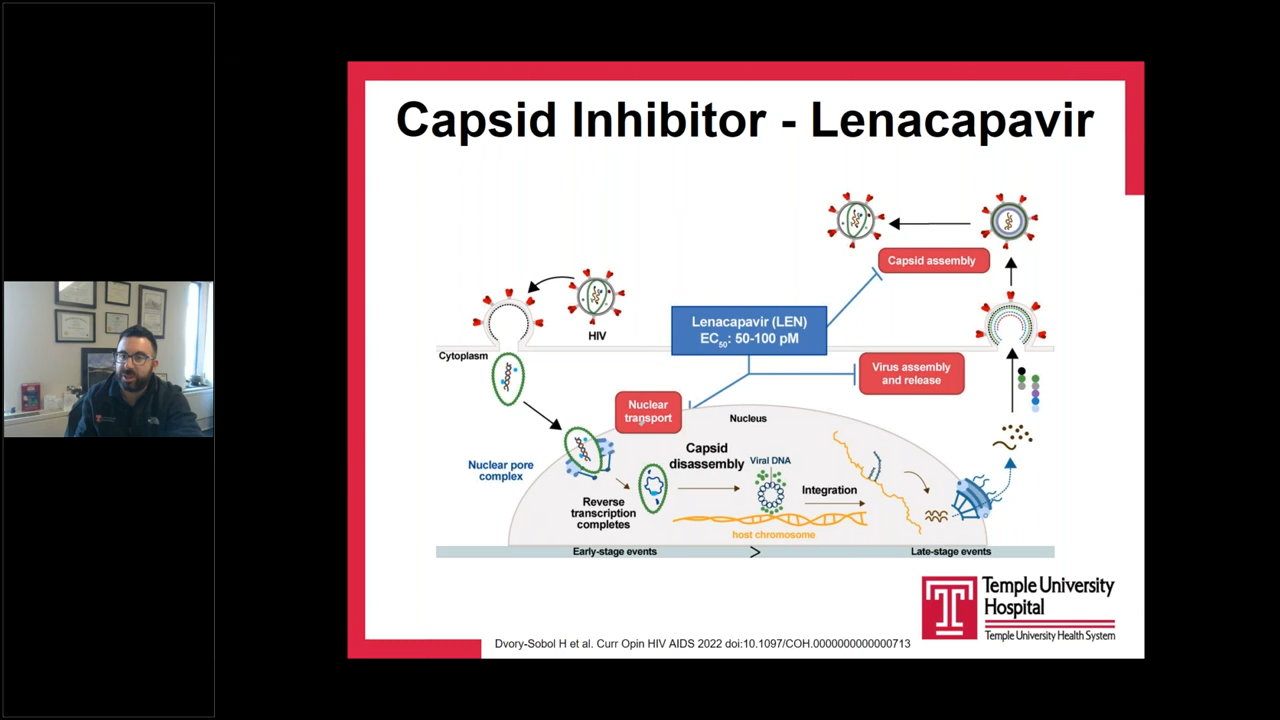 Capsid Inhibitor - Lenacapavir
Capsid assembly
HIV
Lenacapavir (LEN)
EC50: 50-100 pM
Cytoplasm
Virus assembly
and release
Nuclear
transport
Nucleus
Nuclear pore
complex
Capsid
disassembly
Viral DNA
Reverse
transcription
completes
Integration
host chromosome
Early-stage events
>
Late-stage events
Temple University
Hospital
Temple University Health System
Dvory-Sobol H et al. Curr Opin HIV AIDS 2022 doi:10.1097/COH.0000000000000713